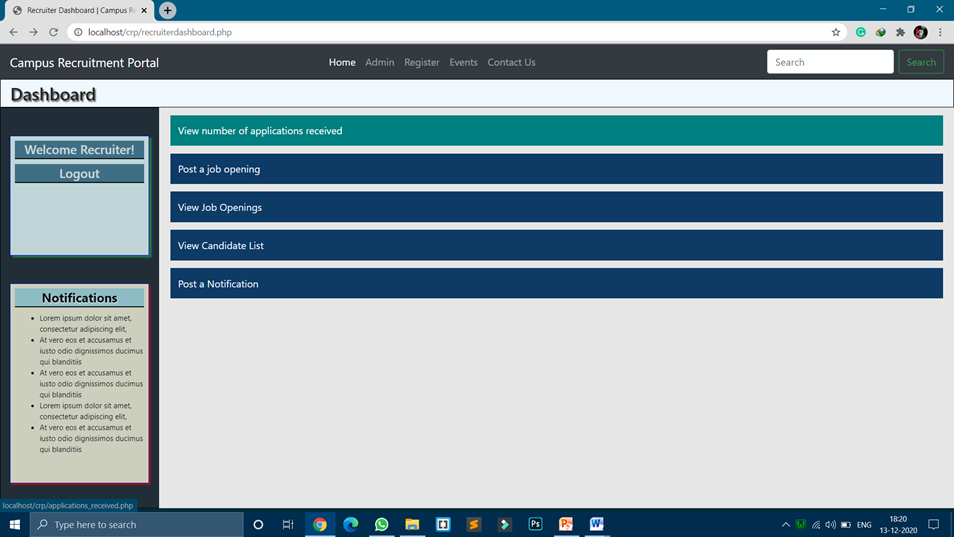 Recruiter Dashboard | Campus Re
localhost/crp/recruiterdashboard.php
Campus Recruitment Portal
Home Admin Register Events Contact Us
Search Search
Dashboard
Welcome Recruiter!
Logout
View number of applications received
Post a job opening
View Job Openings
View Candidate List
Post a Notification
Notifications
Lorem ipsum dolor sit amet,
consectetur adipiscing elit,
At vero eos et accusamus et
iusto odio dignissimos ducimus
qui blanditiis
At vero eos et accusamus et
iusto odio dignissimos ducimus
qui blanditiis
Lorem ipsum dolor sit amet,
consectetur adipiscing elit,
At vero eos et accusamus et
iusto odio dignissimos ducimus
qui blanditiis
localhost/crp/applications_received.php
Type here to search
Ps
ENG
18:20
13-12-2020